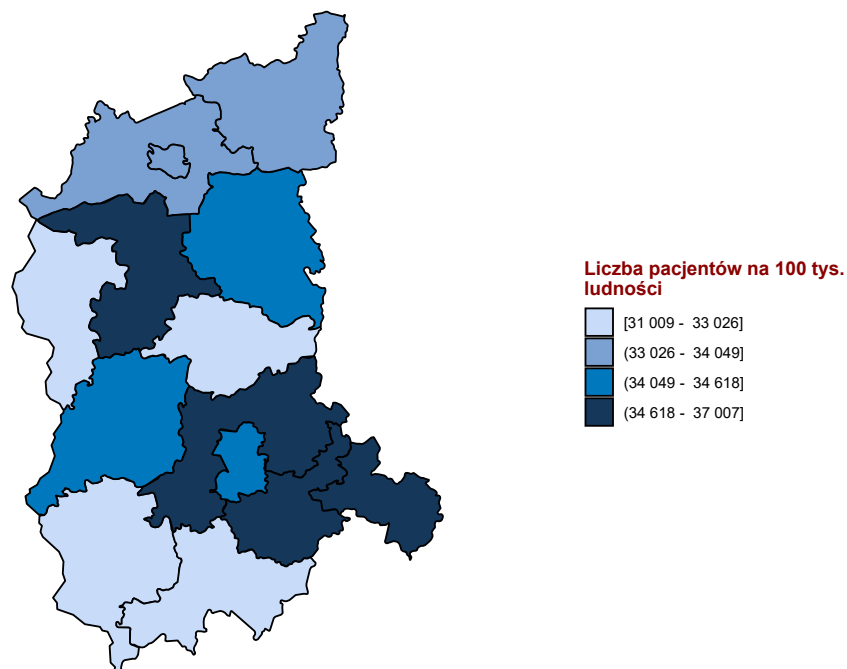 Liczba pacjentów na 100 tys.
ludności
[31 009 - 33 026]
(33 026 - 34 049]
(34 049 - 34 618]
(34 618 - 37 007]